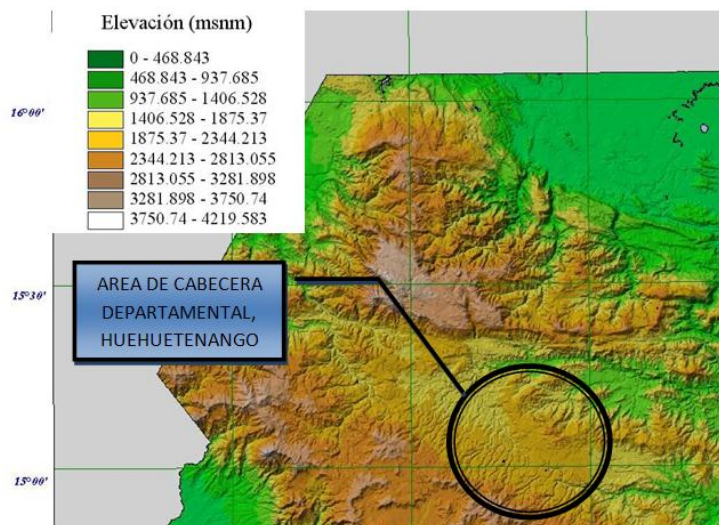 Elevación (msnm)
0 - 468.843
468.843 - 937.685
937.685 - 1406.528
1406.528 - 1875.37
1875.37 - 2344.213
2344.213 - 2813.055
2813.055 - 3281.898
3281.898 - 3750.74
3750.74 - 4219.583
16°00'
15°30'
15°00'
AREA DE CABECERA
DEPARTAMENTAL,
HUEHUETENANGO